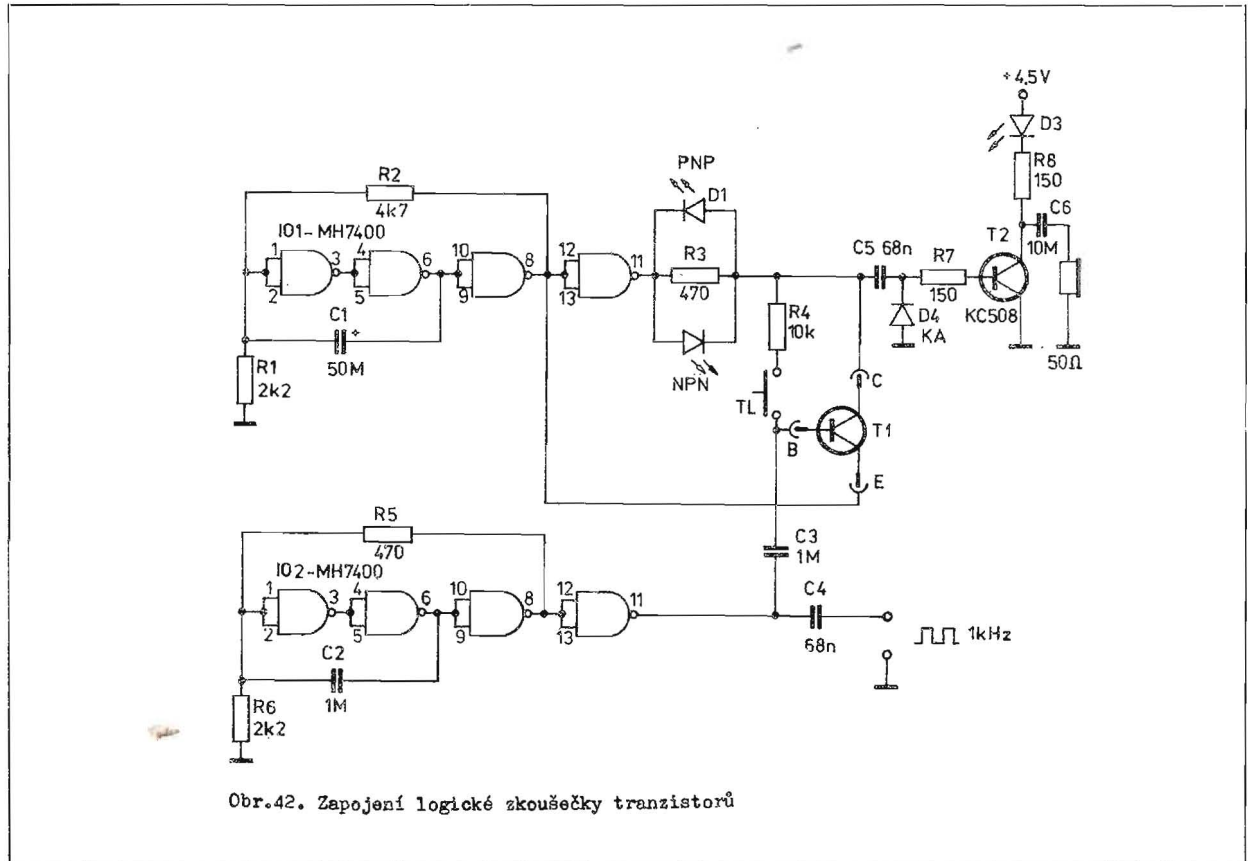 +4,5V
D3
R8
150
C6
10M
T2
KC508
50Ω
PNP
D1
R2
4k7
IO1-MH7400
1
2
3
4
5
6
10
9
8
12
13
11
R3
470
NPN
C5 68n
R7
150
D4
KA
R4
10k
TL
C
B
T1
E
C1
+
50M
R1
2k2
R5
470
IO2-MH7400
1
2
3
4
5
6
10
9
8
12
13
11
C3
1M
C4
68n
1kHz
C2
1M
R6
2k2
Obr.42. Zapojení logické zkoušečky tranzistorů